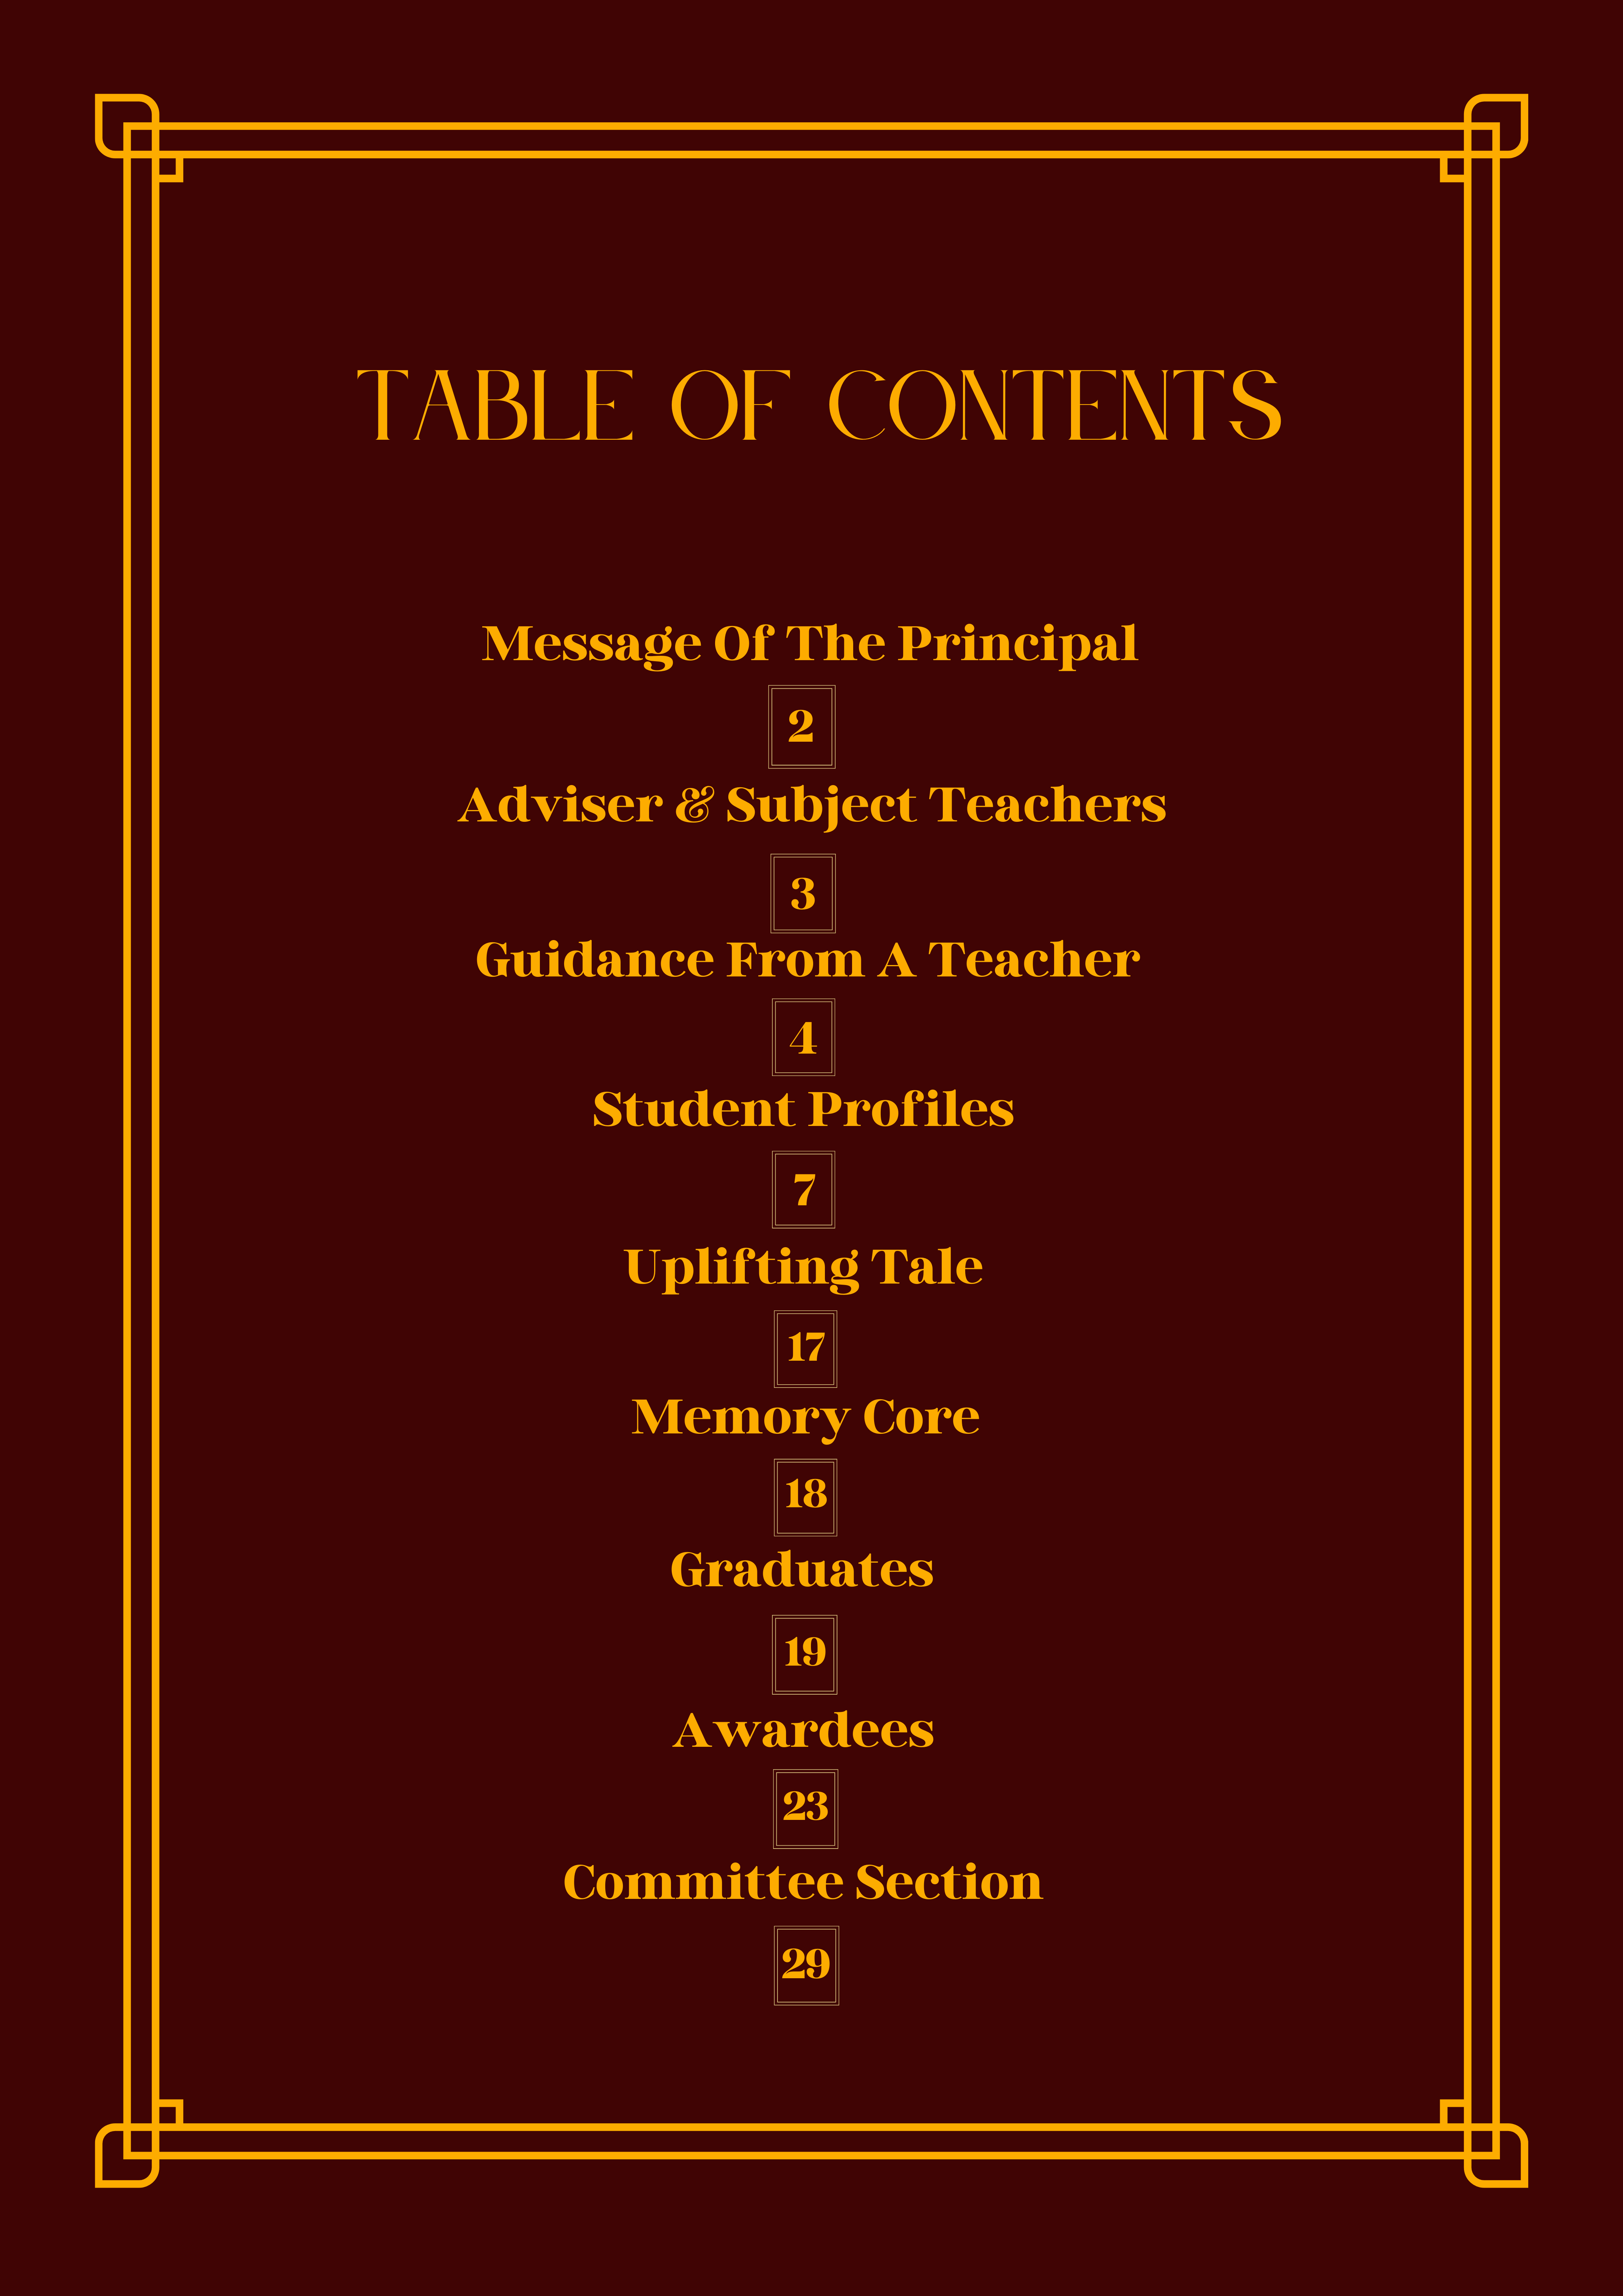 TABLE OF CONTENTS
Message Of The Principal
2
Adviser & Subject Teachers
3
Guidance From A Teacher
4
Student Profiles
7
Uplifting Tale
17
Memory Core
18
Graduates
19
Awardees
23
Committee Section
29